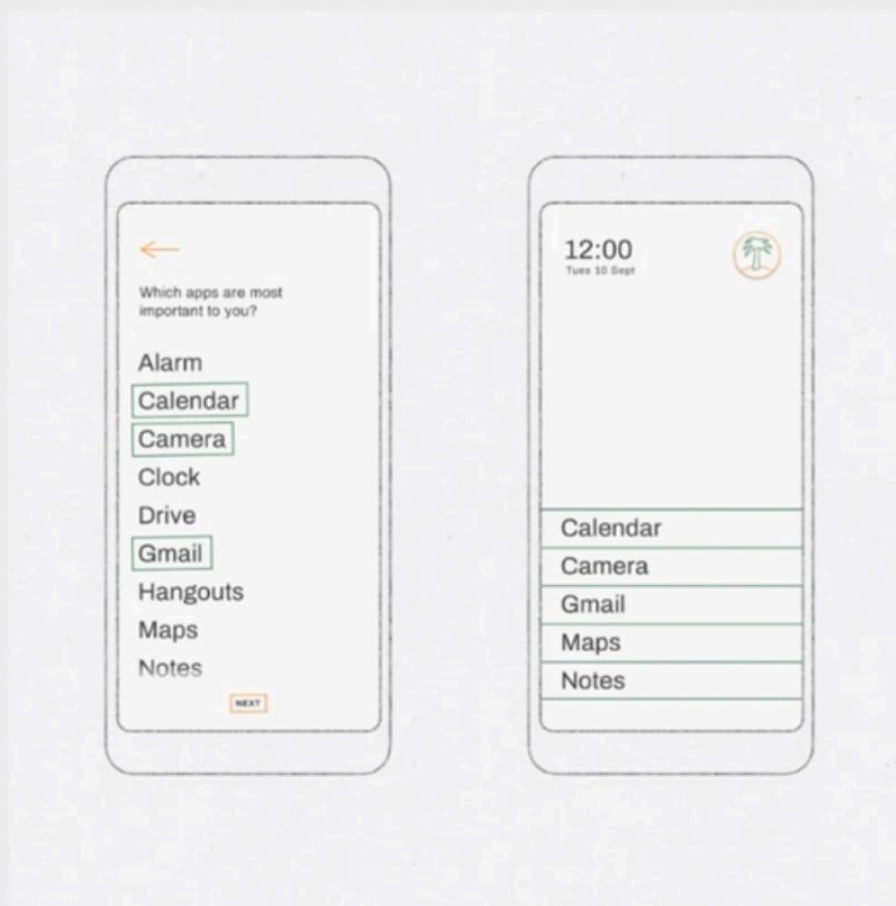 Which apps are most
important to you?
Alarm
Calendar
Camera
Clock
Drive
Gmail
Hangouts
Maps
Notes
NEXT
12:00
Tues 10 Sept
Calendar
Camera
Gmail
Maps
Notes